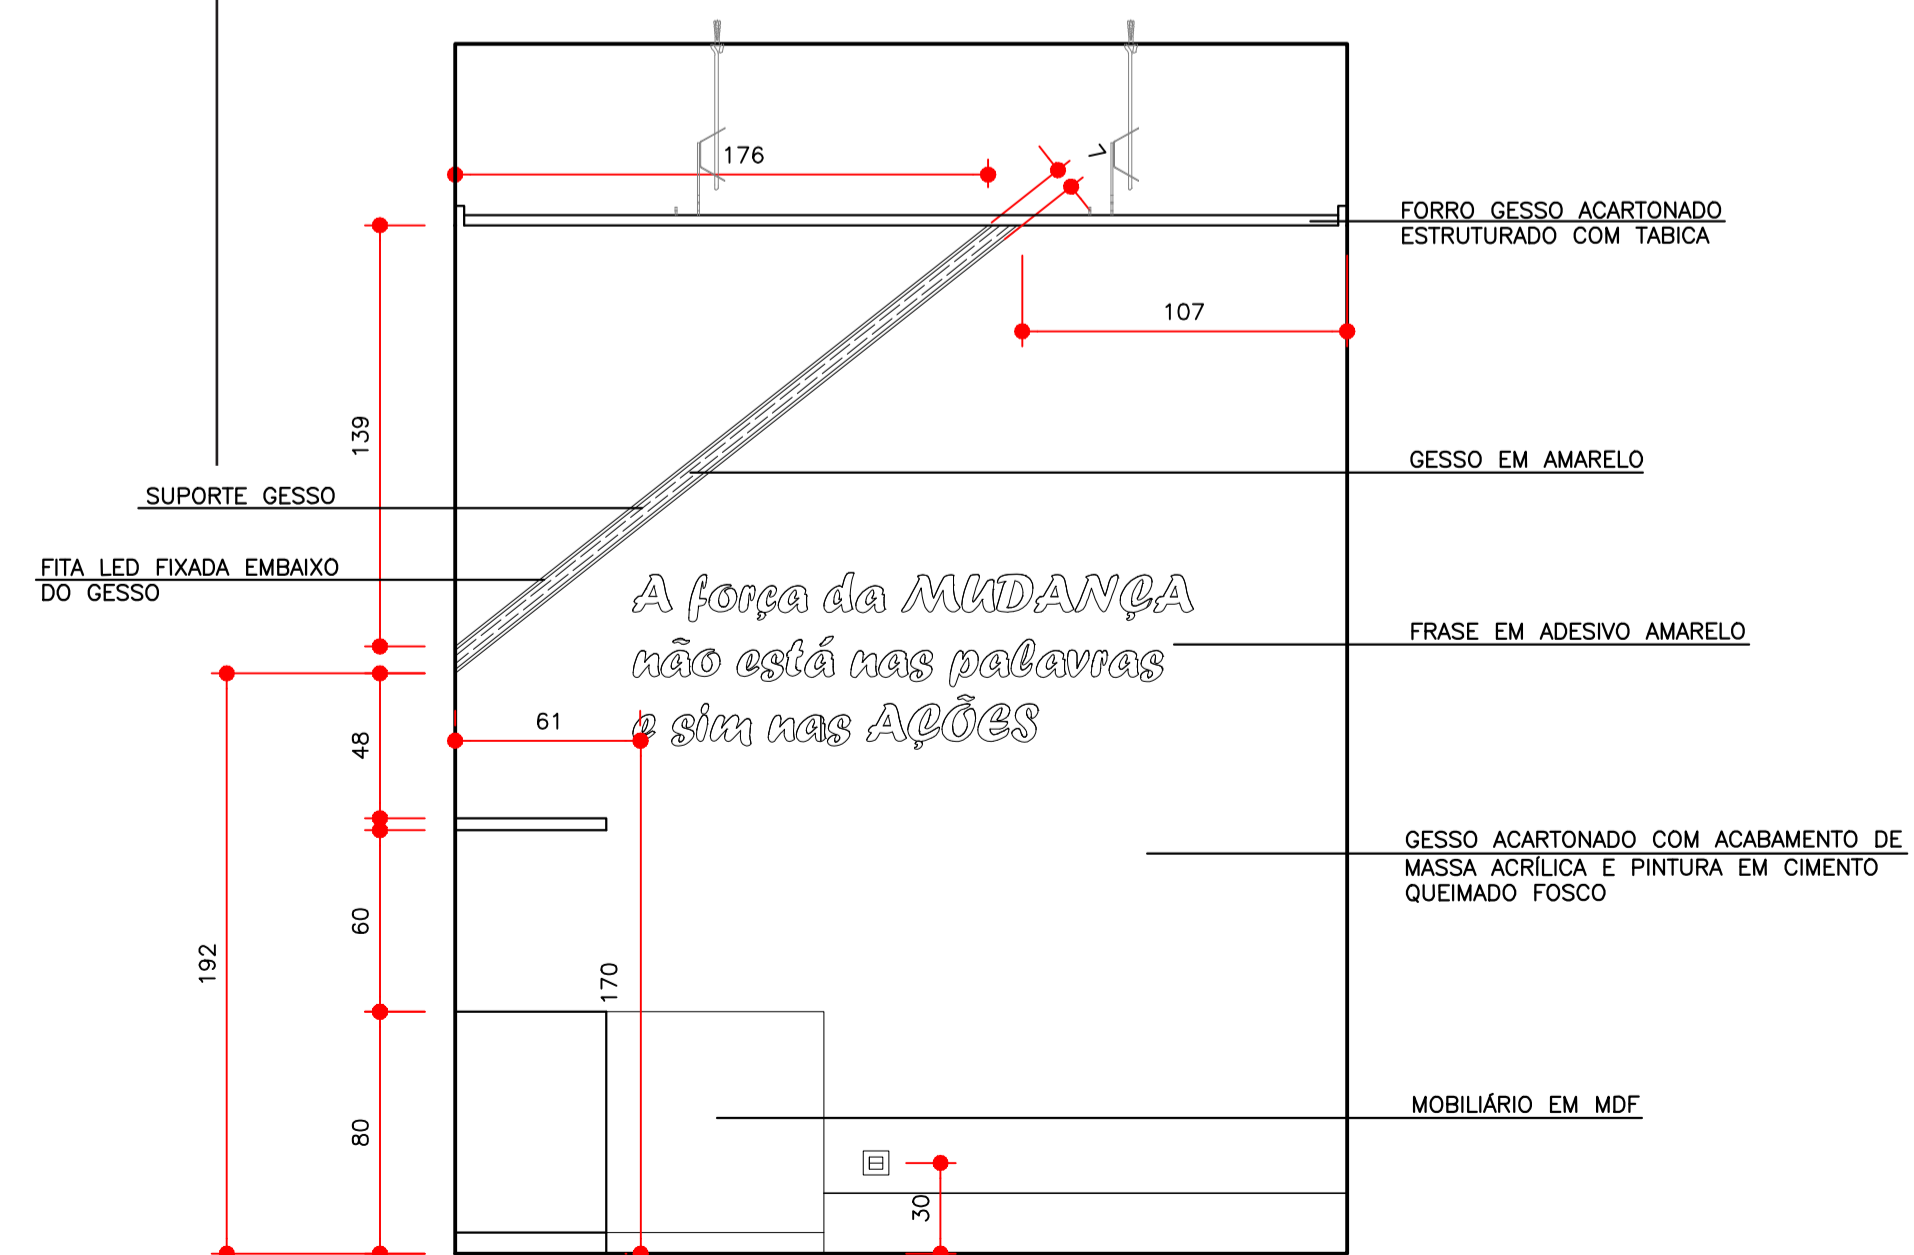 176
7
FORRO GESSO ACARTONADO
ESTRUTURADO COM TABICA
107
139
GESSO EM AMARELO
SUPORTE GESSO
FITA LED FIXADA EMBAIXO
DO GESSO
A força da MUDANÇA
não está nas palavras
e sim nas AÇÕES
FRASE EM ADESIVO AMARELO
61
48
GESSO ACARTONADO COM ACABAMENTO DE
MASSA ACRÍLICA E PINTURA EM CIMENTO
QUEIMADO FOSCO
60
192
170
80
MOBILIÁRIO EM MDF
30